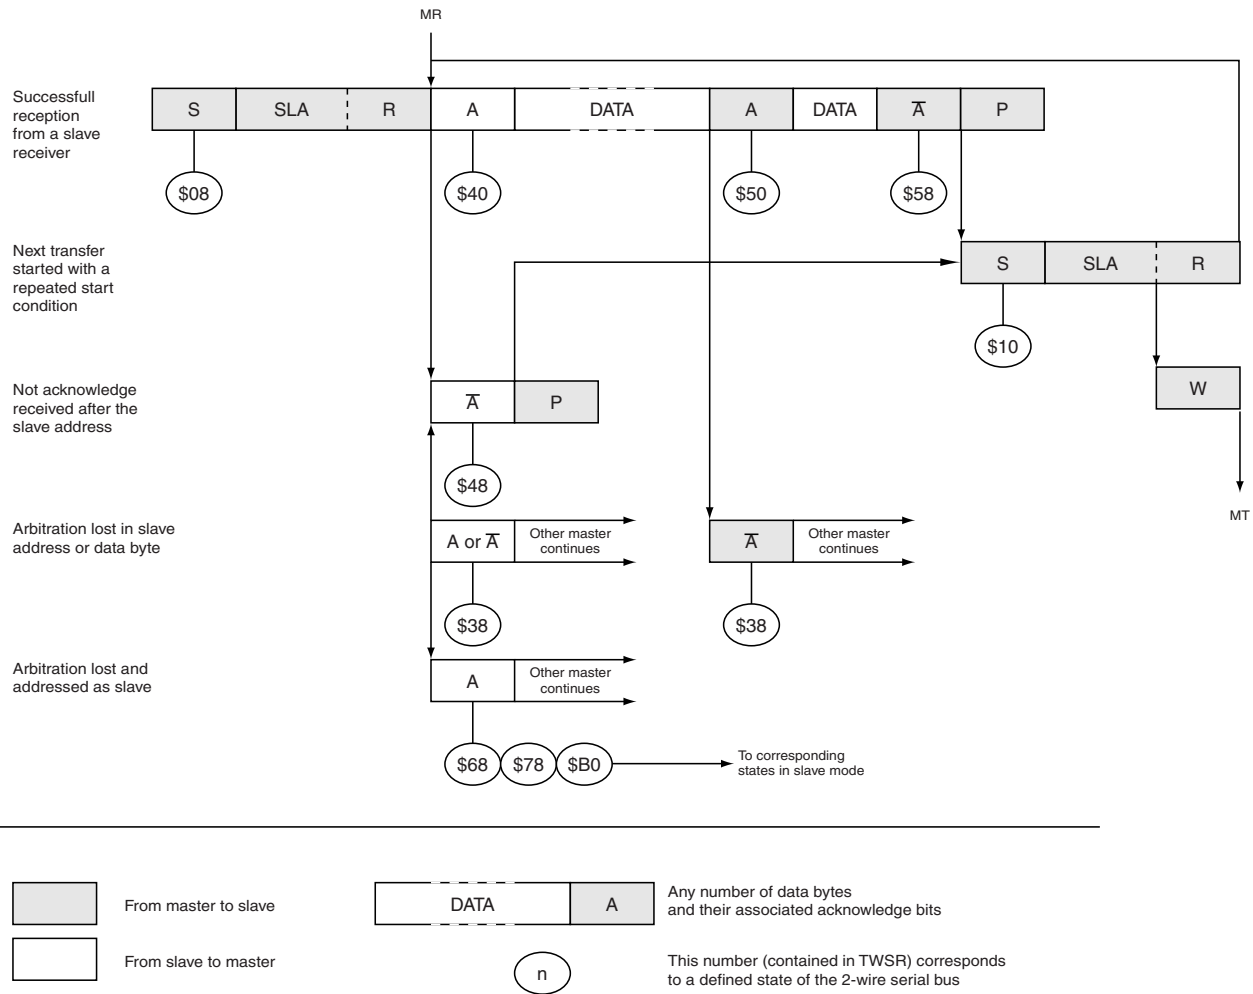 MR
Successfull
reception
from a slave
receiver
S SLA R A DATA A DATA A̅ P
$08 $40 $50 $58
Next transfer
started with a
repeated start
condition
S SLA R
$10
Not acknowledge
received after the
slave address
A̅ P
W
$48
MT
Arbitration lost in slave
address or data byte
A or A̅
Other master
continues
A̅
Other master
continues
$38 $38
Arbitration lost and
addressed as slave
A
Other master
continues
$68 $78 $B0
To corresponding
states in slave mode
From master to slave
DATA A
Any number of data bytes
and their associated acknowledge bits
From slave to master
n
This number (contained in TWSR) corresponds
to a defined state of the 2-wire serial bus